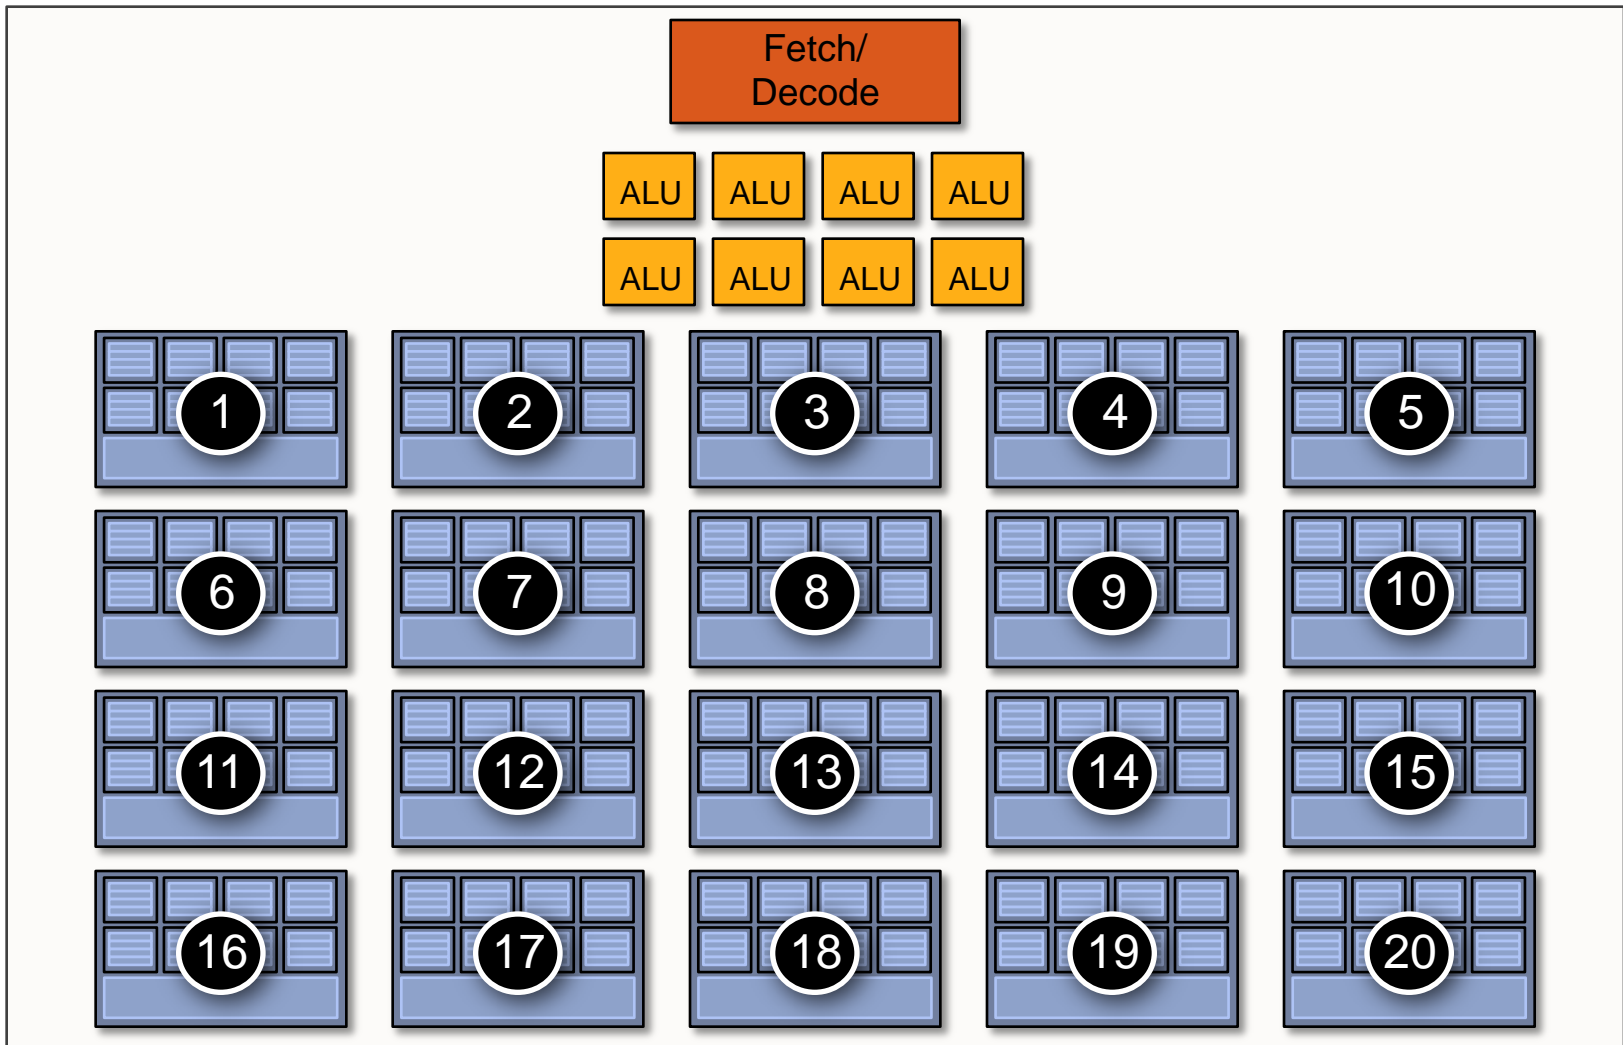 Fetch/
Decode
ALU ALU ALU ALU
ALU ALU ALU ALU
1 2 3 4 5
6 7 8 9 10
11 12 13 14 15
16 17 18 19 20